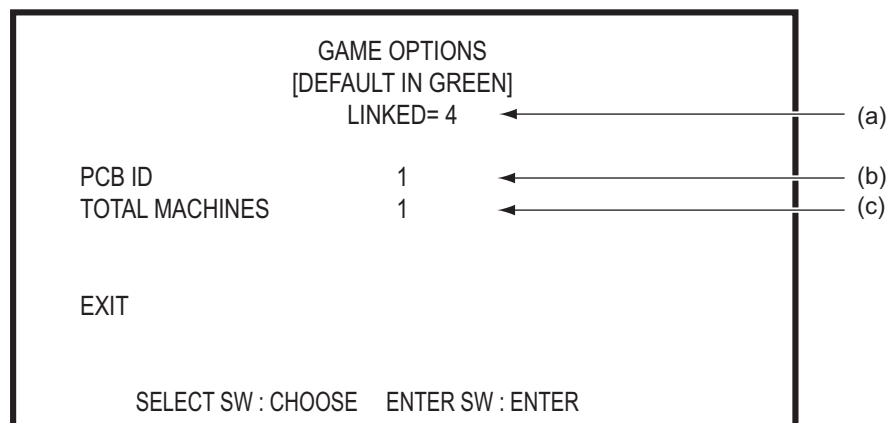 GAME OPTIONS
[DEFAULT IN GREEN]
LINKED= 4
(a)
PCB ID 1
(b)
TOTAL MACHINES 1
(c)
EXIT
SELECT SW : CHOOSE ENTER SW : ENTER